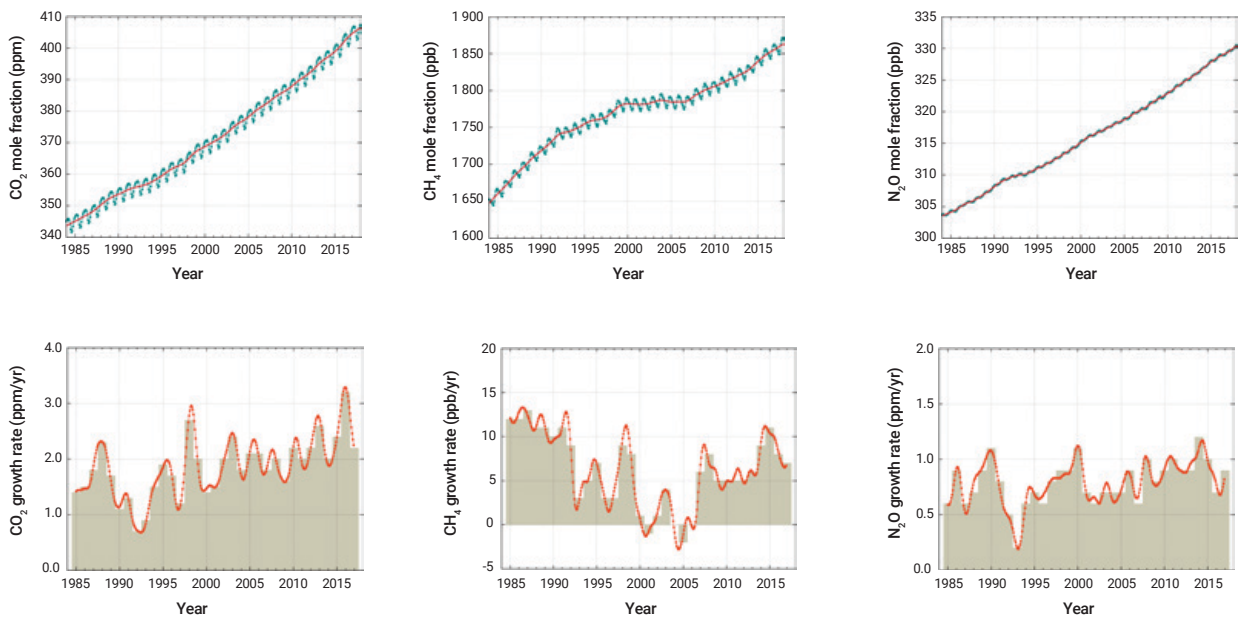 CO₂ mole fraction (ppm)
410
400
390
380
370
360
350
340
1985 1990 1995 2000 2005 2010 2015
Year
CH₄ mole fraction (ppb)
1 900
1 850
1 800
1 750
1 700
1 650
1 600
1985 1990 1995 2000 2005 2010 2015
Year
N₂O mole fraction (ppb)
335
330
325
320
315
310
305
300
1985 1990 1995 2000 2005 2010 2015
Year
CO₂ growth rate (ppm/yr)
4.0
3.0
2.0
1.0
0.0
1985 1990 1995 2000 2005 2010 2015
Year
CH₄ growth rate (ppb/yr)
20
15
10
5
0
-5
1985 1990 1995 2000 2005 2010 2015
Year
N₂O growth rate (ppm/yr)
2.0
1.5
1.0
0.5
0.0
1985 1990 1995 2000 2005 2010 2015
Year